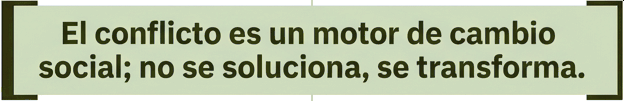 El conflicto es un motor de cambio
social; no se soluciona, se transforma.